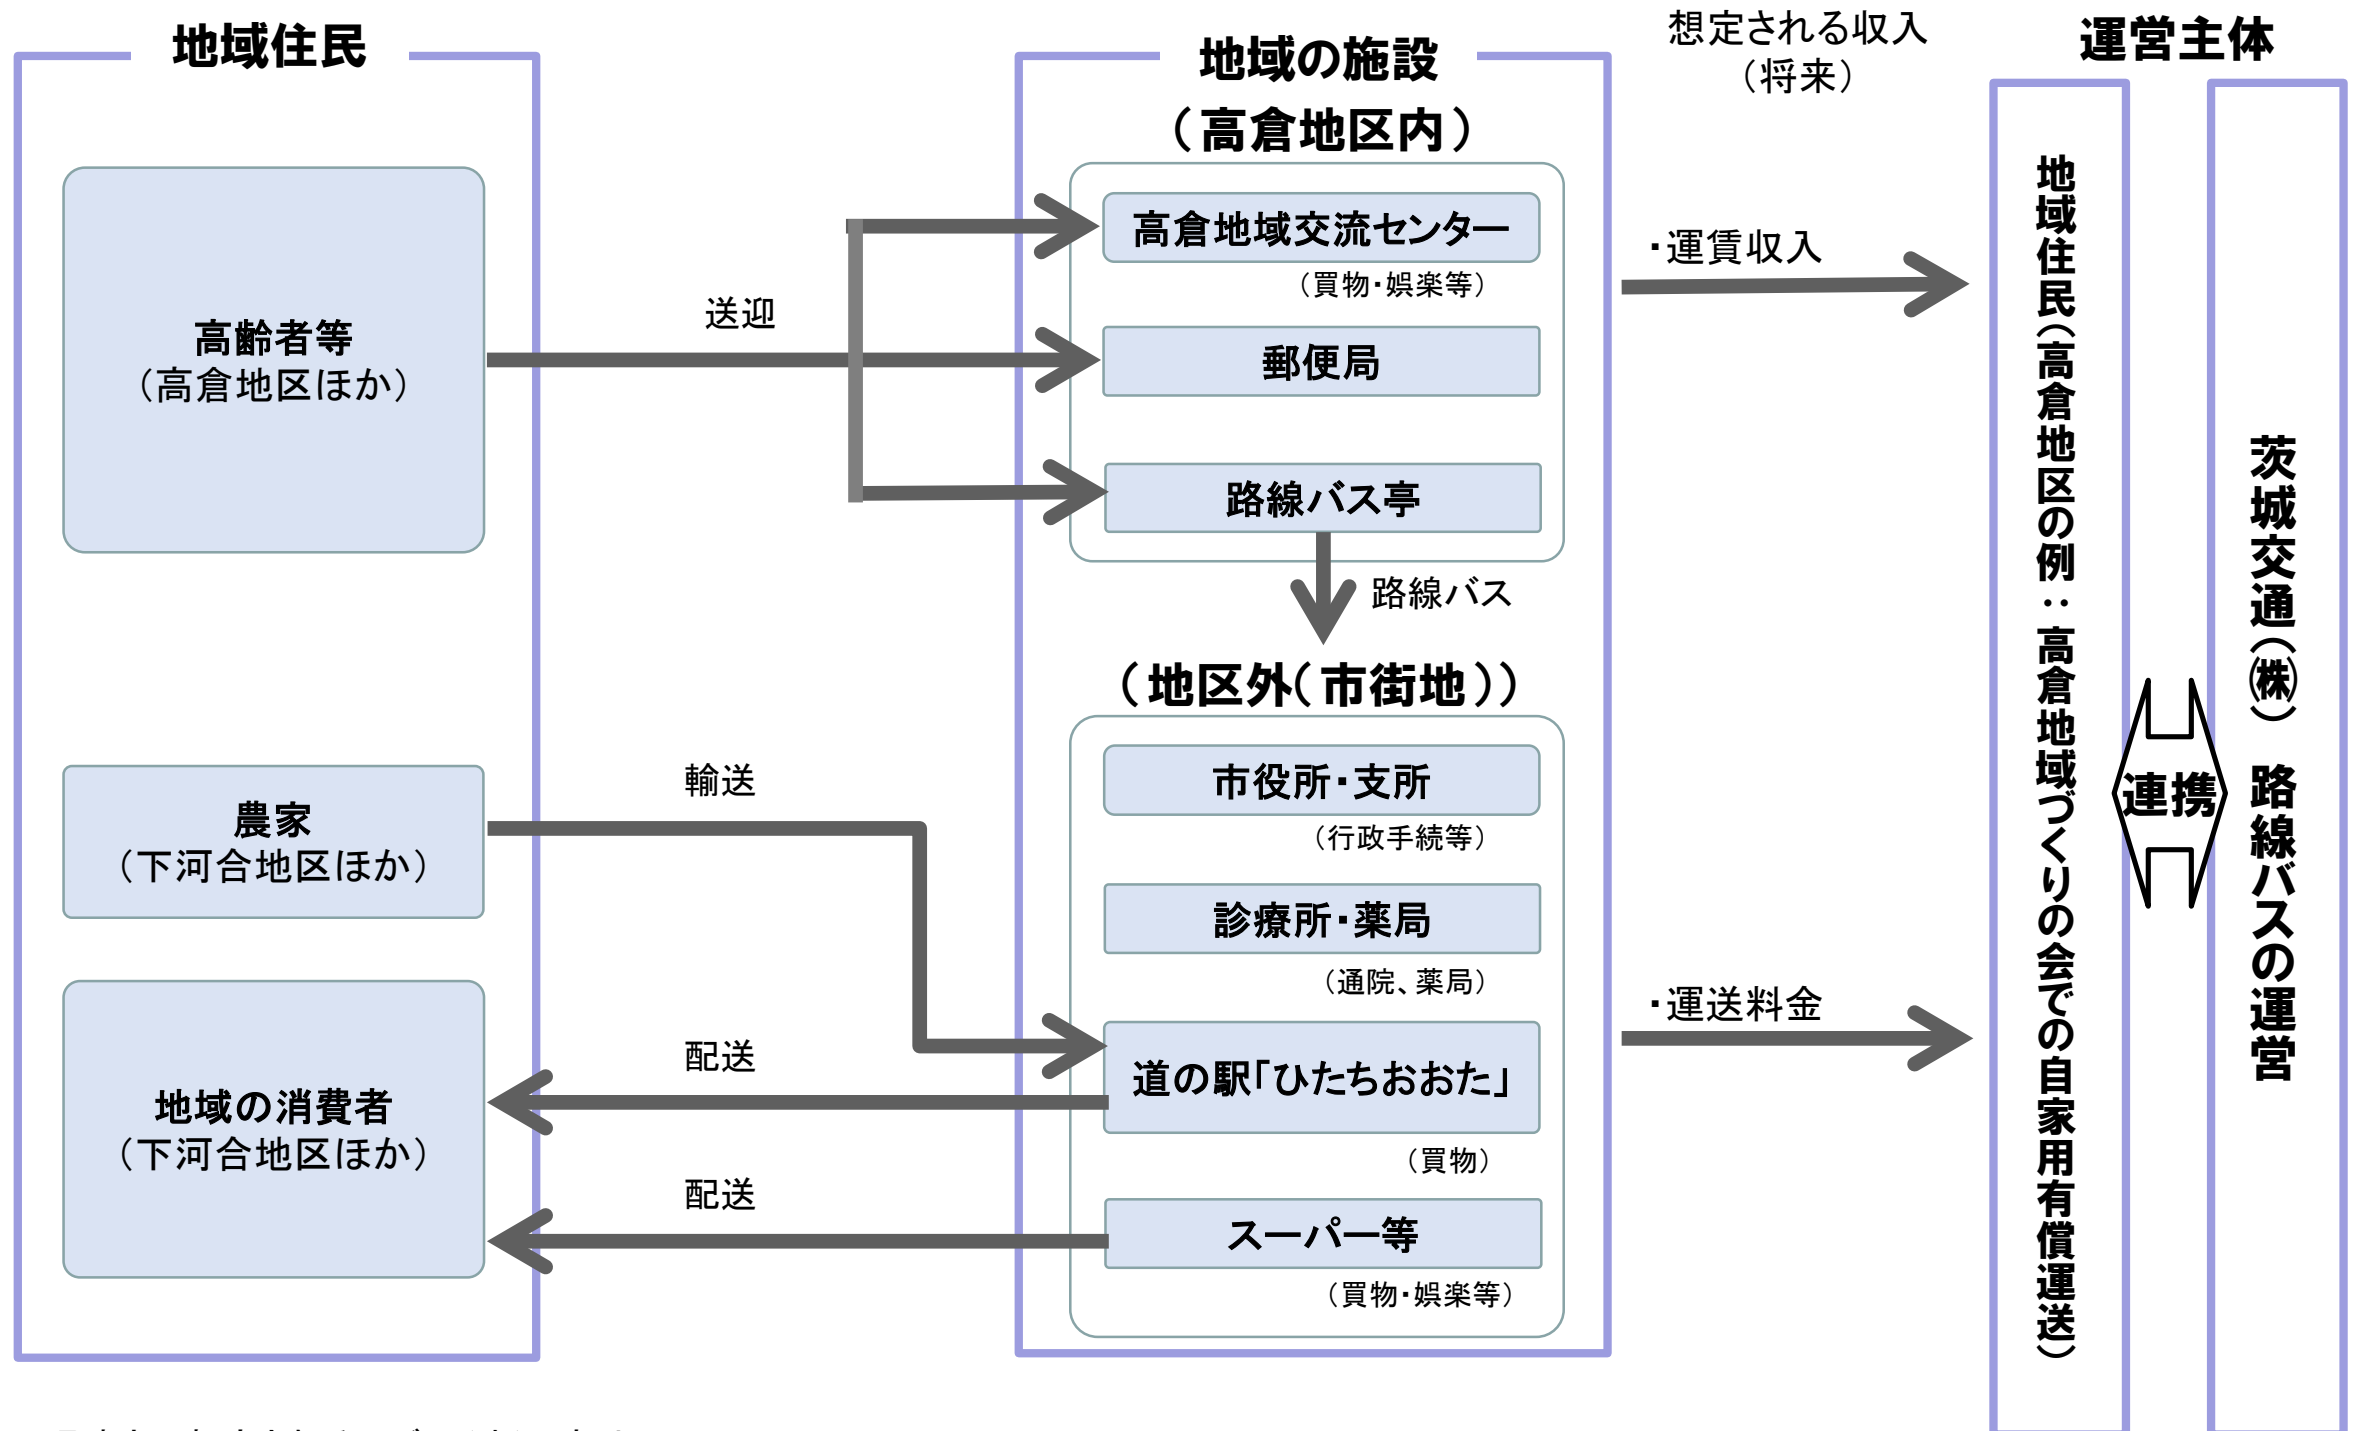 地域住民
高齢者等
（高倉地区ほか）
農家
（下河合地区ほか）
地域の消費者
（下河合地区ほか）
送迎
輸送
配送
配送
地域の施設
（高倉地区内）
高倉地域交流センター
（買物・娯楽等）
郵便局
路線バス亭
路線バス
（地区外（市街地））
市役所・支所
（行政手続等）
診療所・薬局
（通院、薬局）
道の駅「ひたちおおた」
（買物）
スーパー等
（買物・娯楽等）
想定される収入
（将来）
・運賃収入
・運送料金
運営主体
地域住民（高倉地区の例：高倉地域づくりの会での自家用有償運送）
連携
茨城交通（㈱） 路線バスの運営